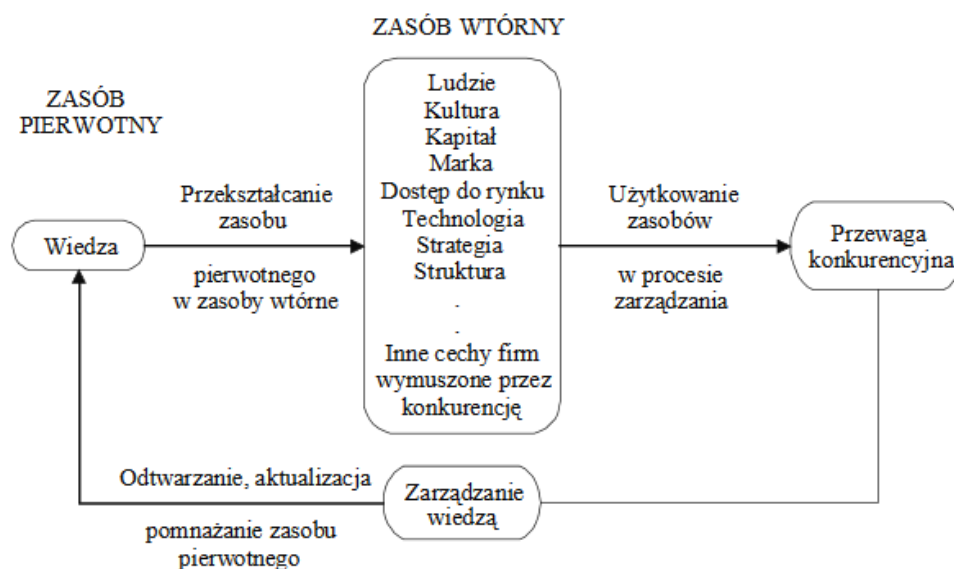 ZASÓB WTÓRNY
ZASÓB
PIERWOTNY
Wiedza
Przekształcanie
zasobu
pierwotnego
w zasoby wtórne
Ludzie
Kultura
Kapitał
Marka
Dostęp do rynku
Technologia
Strategia
Struktura
.
.
Inne cechy firm
wymuszone przez
konkurencję
Użytkowanie
zasobów
w procesie
zarządzania
Przewaga
konkurencyjna
Odtwarzanie, aktualizacja
pomnażanie zasobu
pierwotnego
Zarządzanie
wiedzą